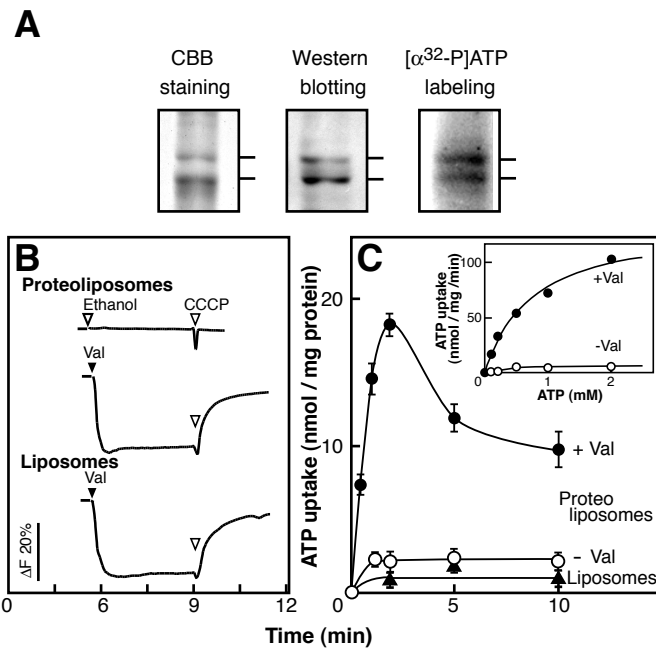 A
CBB staining
Western blotting
[α32-P]ATP labeling
B
Proteoliposomes
Ethanol
CCCP
Val
Liposomes
Val
ΔF 20%
0
6
9
12
C
ATP uptake (nmol / mg protein)
20
10
0
5
10
+ Val
Proteo liposomes
- Val
Liposomes
ATP uptake (nmol / mg /min)
100
50
0
1
2
+Val
-Val
ATP (mM)
Time (min)